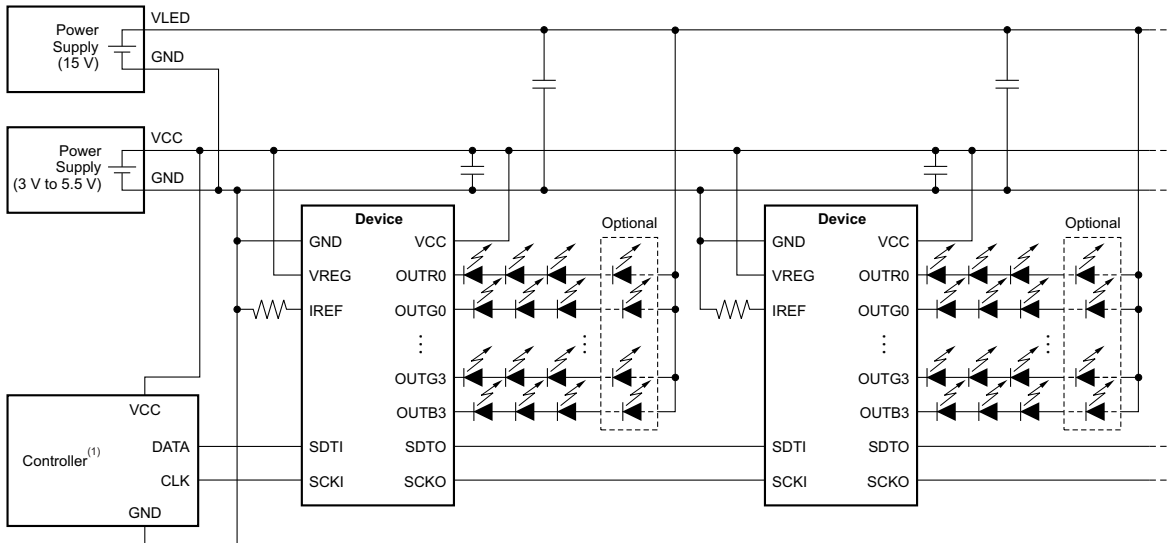 Power
Supply
(15 V)
VLED
GND
Power
Supply
(3 V to 5.5 V)
VCC
GND
Device
GND
VREG
IREF
VCC
OUTR0
OUTG0
⋮
OUTG3
OUTB3
SDTI
SCKI
SDTO
SCKO
Optional
⋮
Device
GND
VREG
IREF
VCC
OUTR0
OUTG0
⋮
OUTG3
OUTB3
SDTI
SCKI
SDTO
SCKO
Optional
⋮
VCC
Controller(1)
DATA
CLK
GND